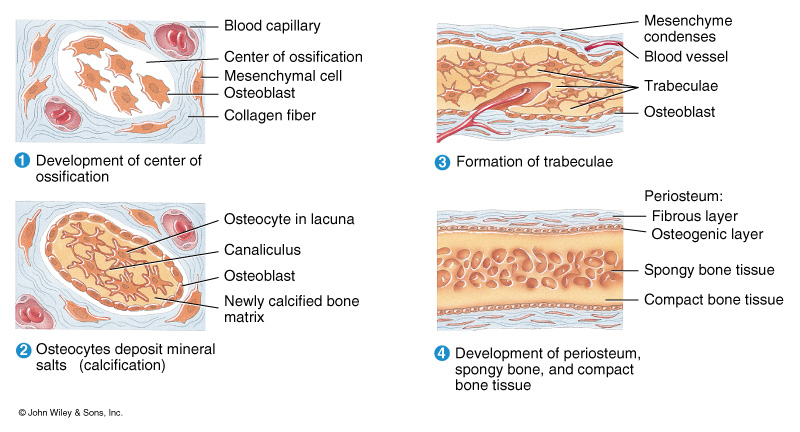 Blood capillary
Center of ossification
Mesenchymal cell
Osteoblast
Collagen fiber
1 Development of center of
ossification
Osteocyte in lacuna
Canaliculus
Osteoblast
Newly calcified bone
matrix
2 Osteocytes deposit mineral
salts (calcification)
Mesenchyme
condenses
Blood vessel
Trabeculae
Osteoblast
3 Formation of trabeculae
Periosteum:
Fibrous layer
Osteogenic layer
Spongy bone tissue
Compact bone tissue
4 Development of periosteum,
spongy bone, and compact
bone tissue
© John Wiley & Sons, Inc.